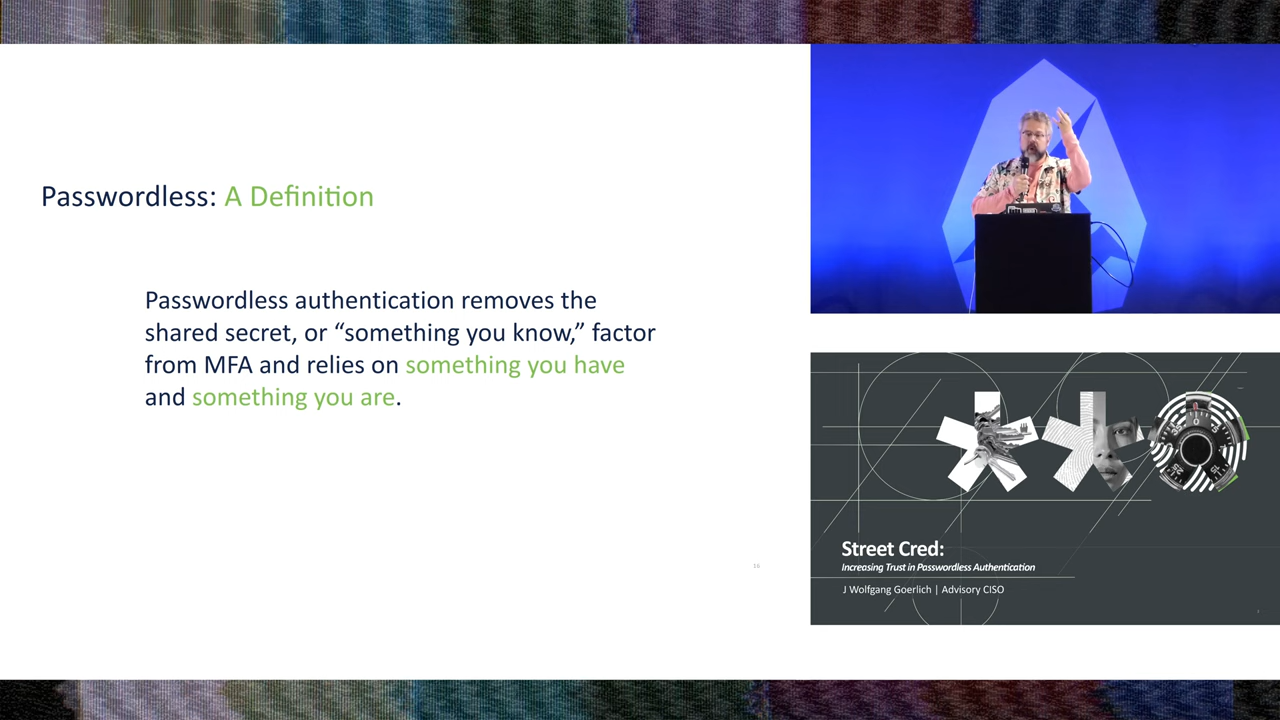 Passwordless: A Definition
Passwordless authentication removes the
shared secret, or “something you know,” factor
from MFA and relies on something you have
and something you are.
16
Street Cred:
Increasing Trust in Passwordless Authentication
J Wolfgang Goerlich | Advisory CISO